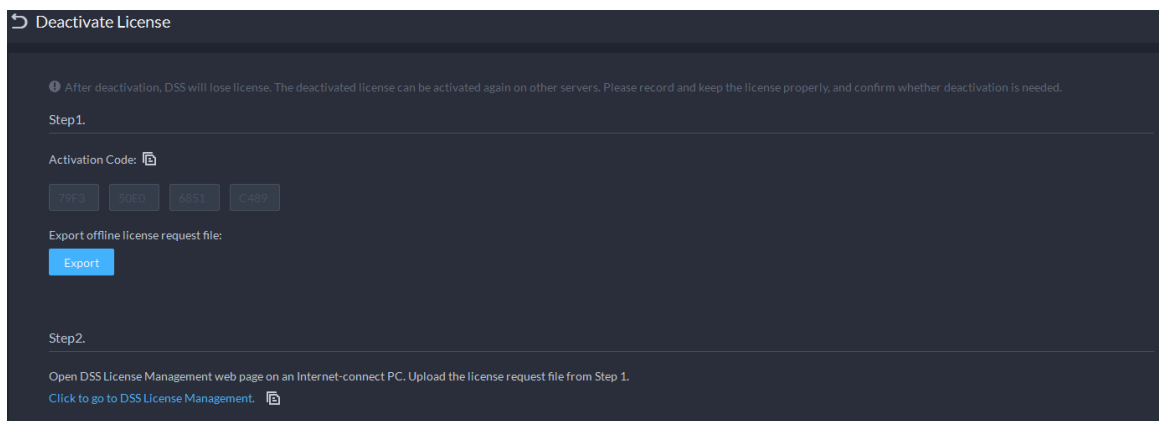 Deactivate License
After deactivation, DSS will lose license. The deactivated license can be activated again on other servers. Please record and keep the license properly, and confirm whether deactivation is needed.
Step1.
Activation Code:
79F3 50E0 6851 C489
Export offline license request file:
Export
Step2.
Open DSS License Management web page on an Internet-connect PC. Upload the license request file from Step 1.
Click to go to DSS License Management.